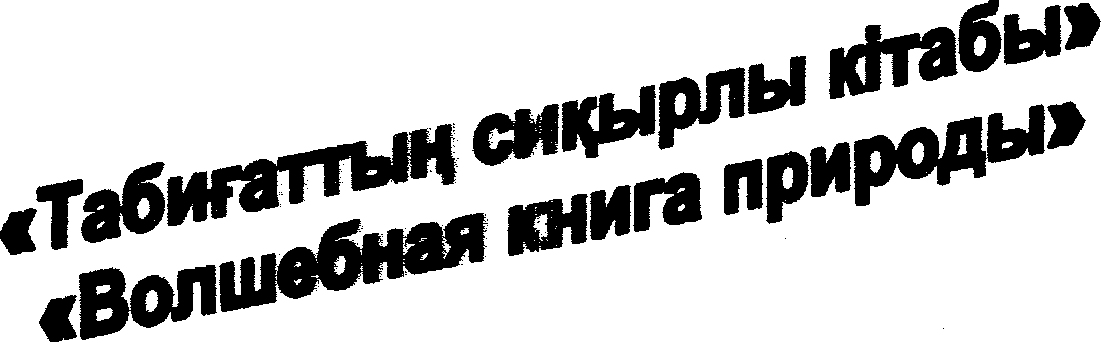 «Табиғаттың сиқырлы кітабы»
«Волшебная книга природы»